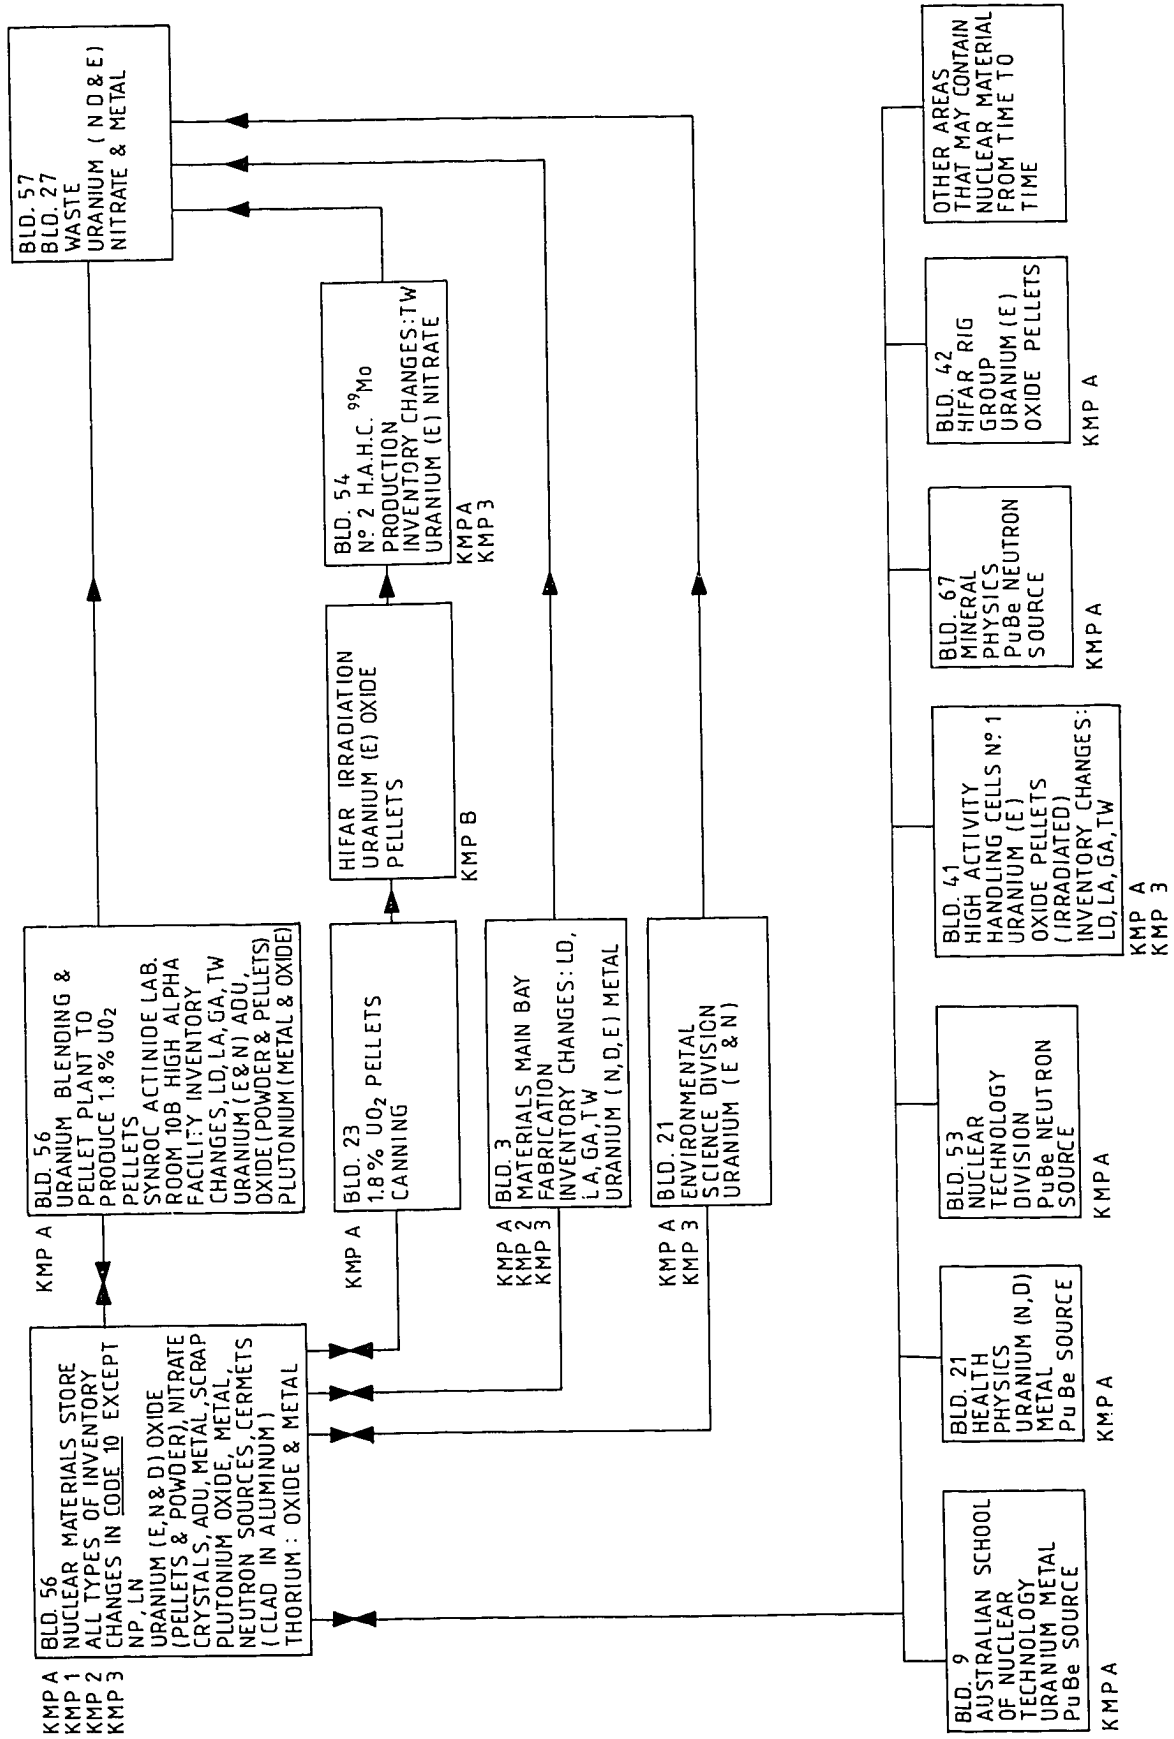 KMP A
KMP 1
KMP 2
KMP 3
BLD. 56
NUCLEAR MATERIALS STORE
ALL TYPES OF INVENTORY
CHANGES IN CODE 10 EXCEPT
NP, LN
URANIUM (E,N & D) OXIDE
(PELLETS & POWDER), NITRATE
CRYSTALS, ADU, METAL, SCRAP
PLUTONIUM OXIDE, METAL,
NEUTRON SOURCES, CERMETS
(CLAD IN ALUMINUM)
THORIUM : OXIDE & METAL
KMP A
BLD. 56
URANIUM BLENDING &
PELLET PLANT TO
PRODUCE 1.8% UO2
PELLETS
SYNROC ACTINIDE LAB.
ROOM 10B HIGH ALPHA
FACILITY INVENTORY
CHANGES, LD, LA, GA, TW
URANIUM (E&N) ADU,
OXIDE (POWDER & PELLETS)
PLUTONIUM (METAL & OXIDE)
BLD. 57
BLD. 27
WASTE
URANIUM ( N D & E)
NITRATE & METAL
KMP A
BLD. 23
1.8% UO2 PELLETS
CANNING
HIFAR IRRADIATION
URANIUM (E) OXIDE
PELLETS
KMP B
BLD. 54
Nº 2 H.A.H.C. 99Mo
PRODUCTION
INVENTORY CHANGES:TW
URANIUM (E) NITRATE
KMPA
KMP 3
KMP A
KMP 2
KMP 3
BLD. 3
MATERIALS MAIN BAY
FABRICATION
INVENTORY CHANGES: LD,
LA, GA, TW
URANIUM (N,D,E) METAL
KMP A
KMP 3
BLD. 21
ENVIRONMENTAL
SCIENCE DIVISION
URANIUM (E & N)
BLD. 9
AUSTRALIAN SCHOOL
OF NUCLEAR
TECHNOLOGY
URANIUM METAL
PuBe SOURCE
KMPA
BLD. 21
HEALTH
PHYSICS
URANIUM (N,D)
METAL
PuBe SOURCE
KMPA
BLD. 53
NUCLEAR
TECHNOLOGY
DIVISION
PuBe NEUTRON
SOURCE
KMPA
BLD. 41
HIGH ACTIVITY
HANDLING CELLS Nº 1
URANIUM (E)
OXIDE PELLETS
(IRRADIATED)
INVENTORY CHANGES:
LD, LA, GA, TW
KMP A
KMP 3
BLD. 67
MINERAL
PHYSICS
PuBe NEUTRON
SOURCE
KMPA
BLD. 42
HIFAR RIG
GROUP
URANIUM (E)
OXIDE PELLETS
KMP A
OTHER AREAS
THAT MAY CONTAIN
NUCLEAR MATERIAL
FROM TIME TO
TIME